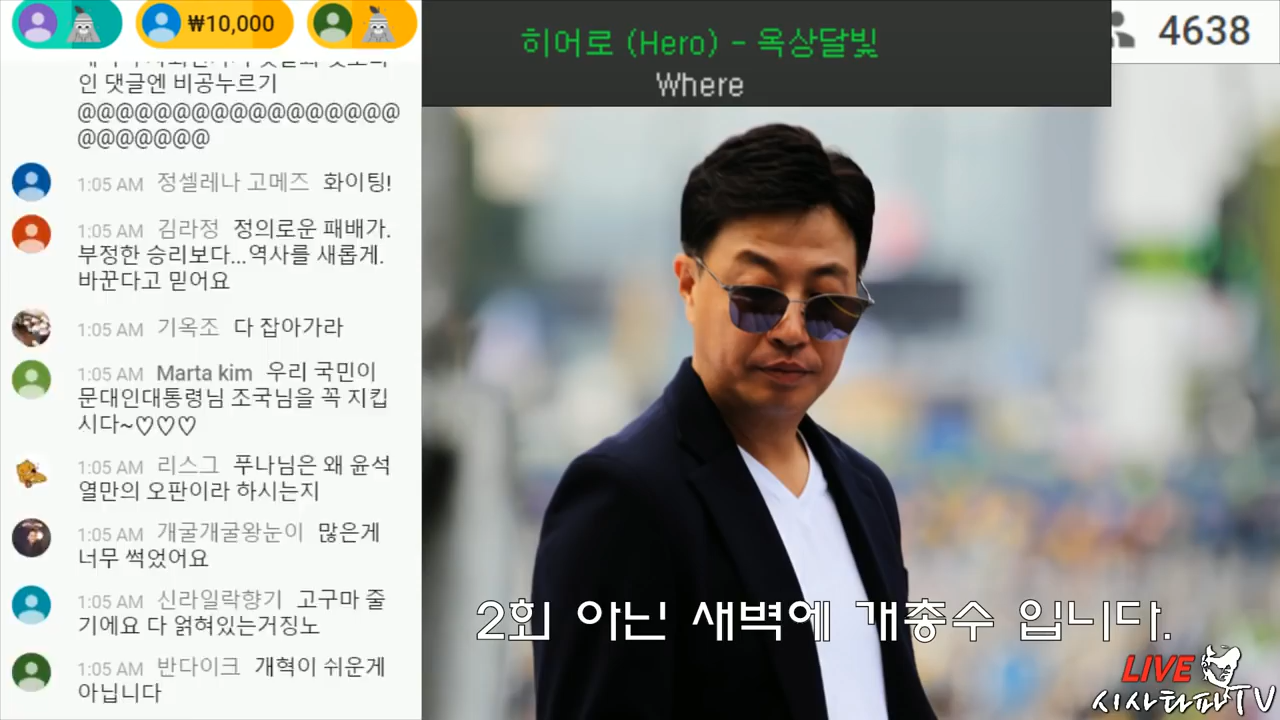 ₩10,000
인 댓글엔 비공누르기
@@@@@@@@@@@@@@@@@
@@@@@@@
1:05 AM 정셀레나 고메즈 화이팅!
1:05 AM 김라정 정의로운 패배가.
부정한 승리보다...역사를 새롭게.
바꾼다고 믿어요
1:05 AM 기옥조 다 잡아가라
1:05 AM Marta kim 우리 국민이
문대인대통령님 조국님을 꼭 지킵
시다~♡♡♡
1:05 AM 리스그 푸나님은 왜 윤석
열만의 오판이라 하시는지
1:05 AM 개굴개굴왕눈이 많은게
너무 썩었어요
1:05 AM 신라일락향기 고구마 줄
기에요 다 얽혀있는거징노
1:05 AM 반다이크 개혁이 쉬운게
아닙니다
히어로 (Hero) - 옥상달빛
Where
4638
2회 아닌 새벽에 개총수 입니다.
LIVE
시사타파TV